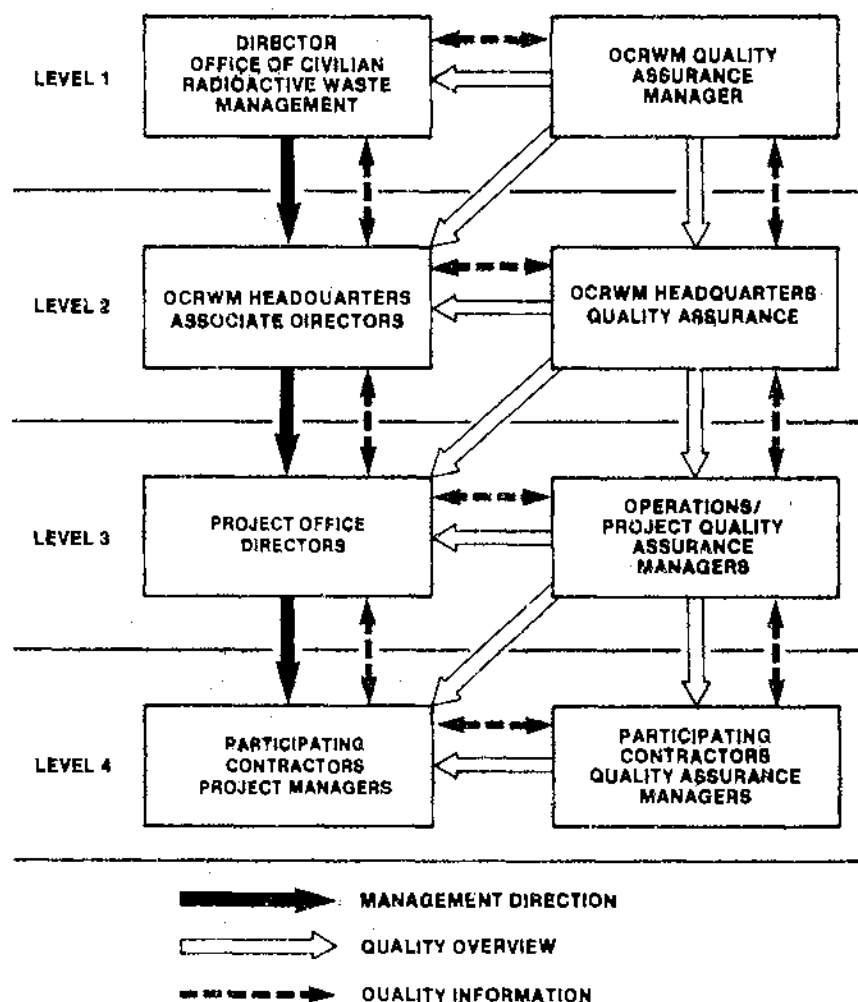 LEVEL 1
DIRECTOR
OFFICE OF CIVILIAN
RADIOACTIVE WASTE
MANAGEMENT
OCRWM QUALITY
ASSURANCE
MANAGER
LEVEL 2
OCRWM HEADQUARTERS
ASSOCIATE DIRECTORS
OCRWM HEADQUARTERS
QUALITY ASSURANCE
LEVEL 3
PROJECT OFFICE
DIRECTORS
OPERATIONS/
PROJECT QUALITY
ASSURANCE
MANAGERS
LEVEL 4
PARTICIPATING
CONTRACTORS
PROJECT MANAGERS
PARTICIPATING
CONTRACTORS
QUALITY ASSURANCE
MANAGERS
MANAGEMENT DIRECTION
QUALITY OVERVIEW
QUALITY INFORMATION